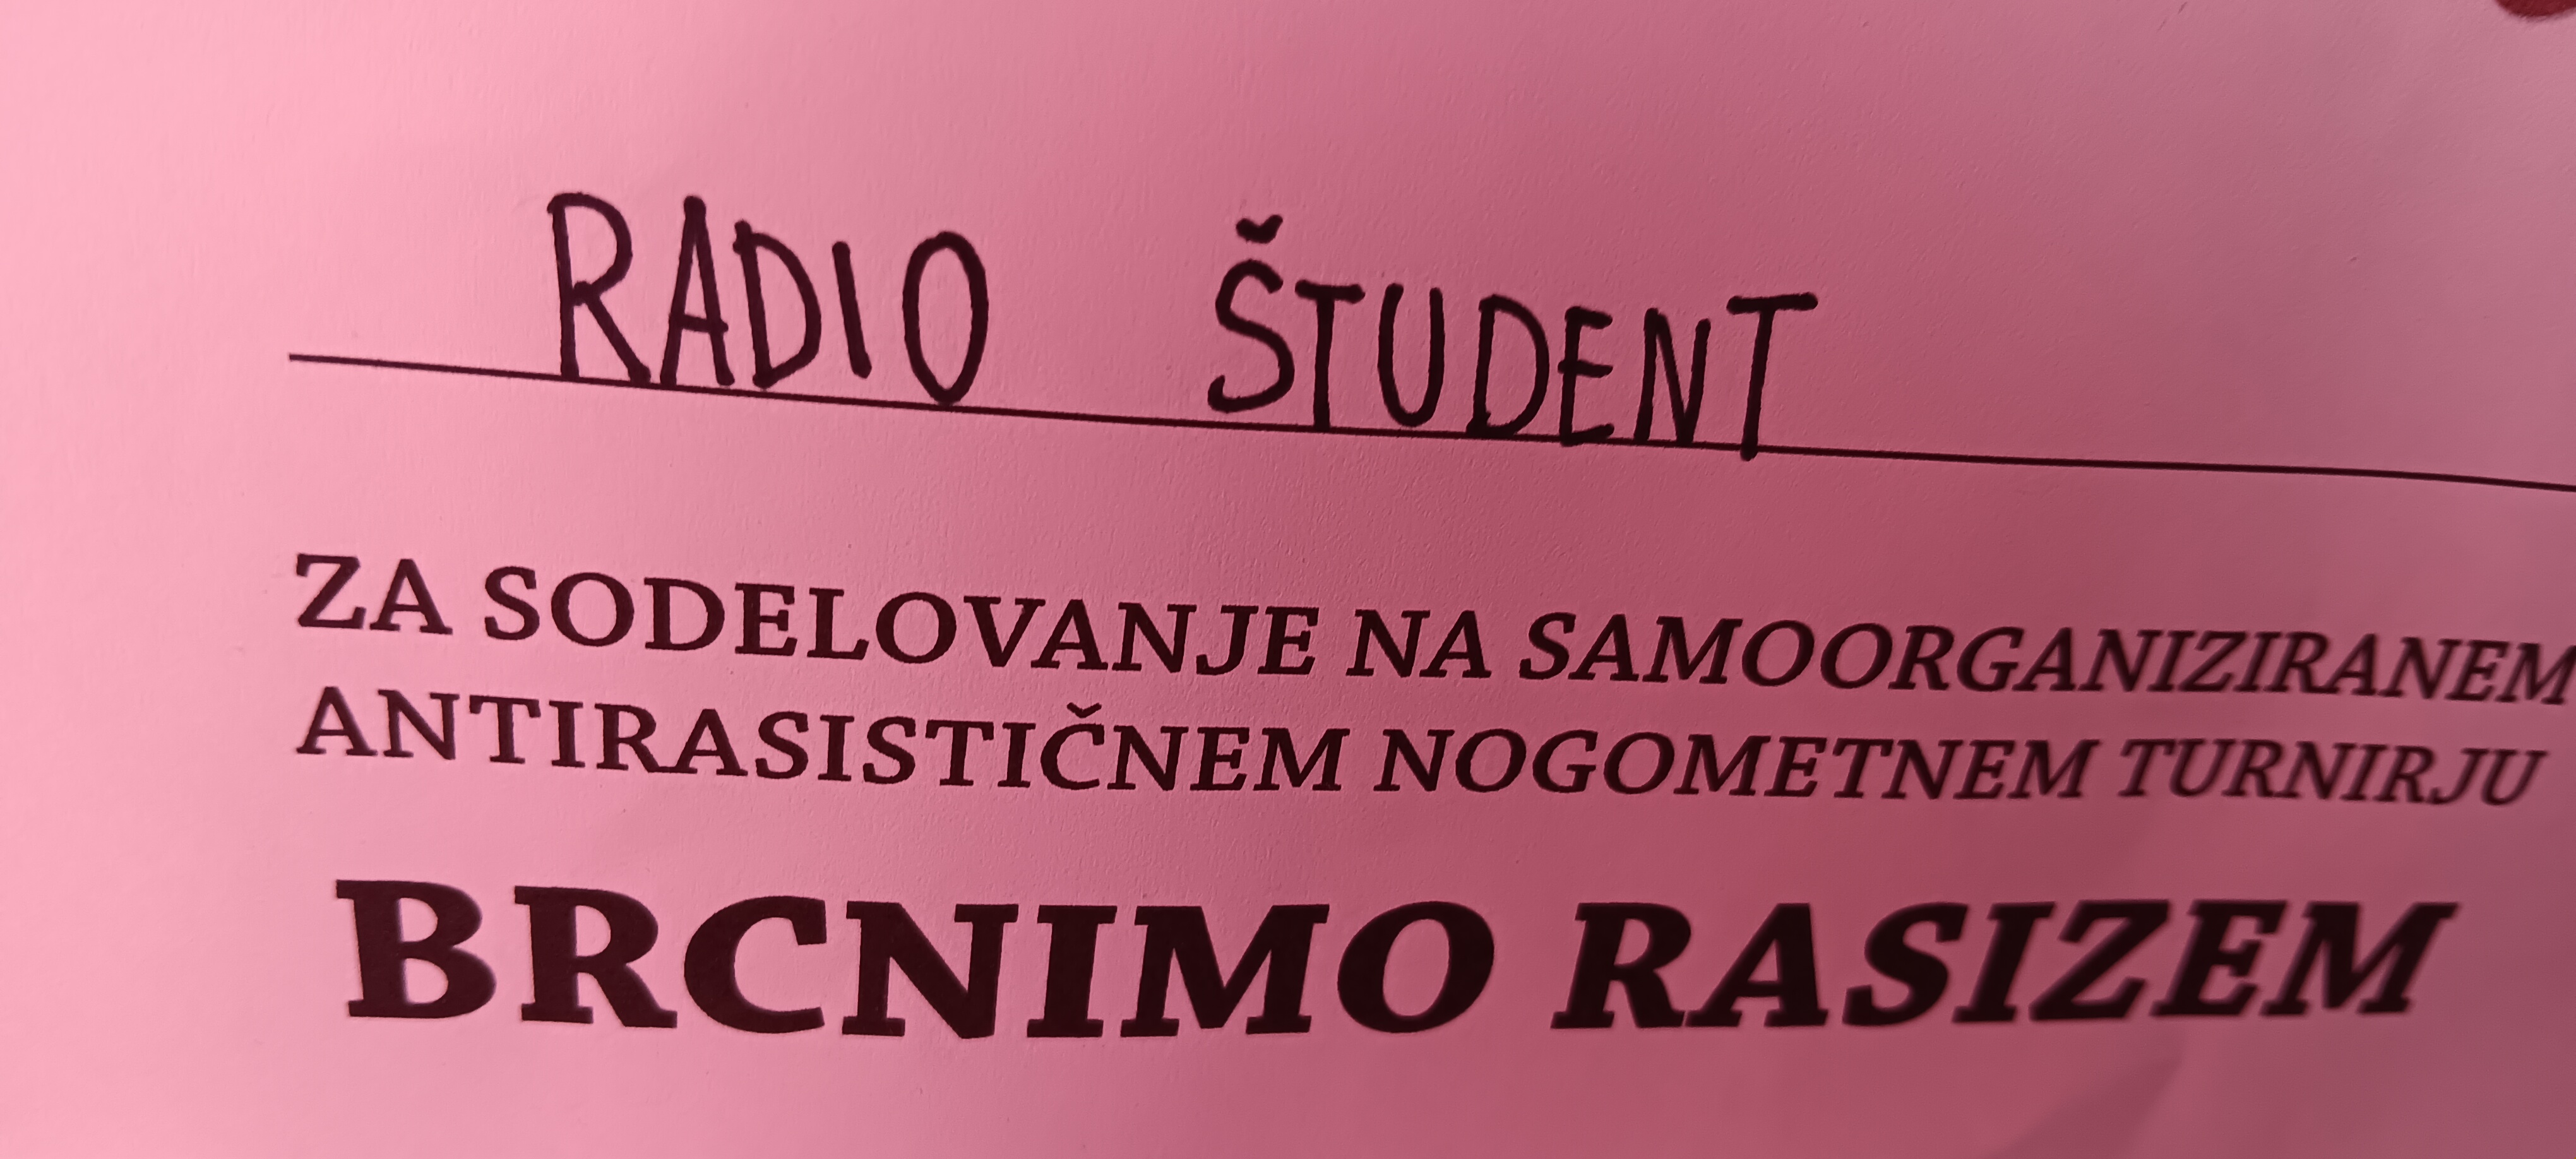 RADIO ŠTUDENT
ZA SODELOVANJE NA SAMOORGANIZIRANEM
ANTIRASISTIČNEM NOGOMETNEM TURNIRJU
BRCNIMO RASIZEM